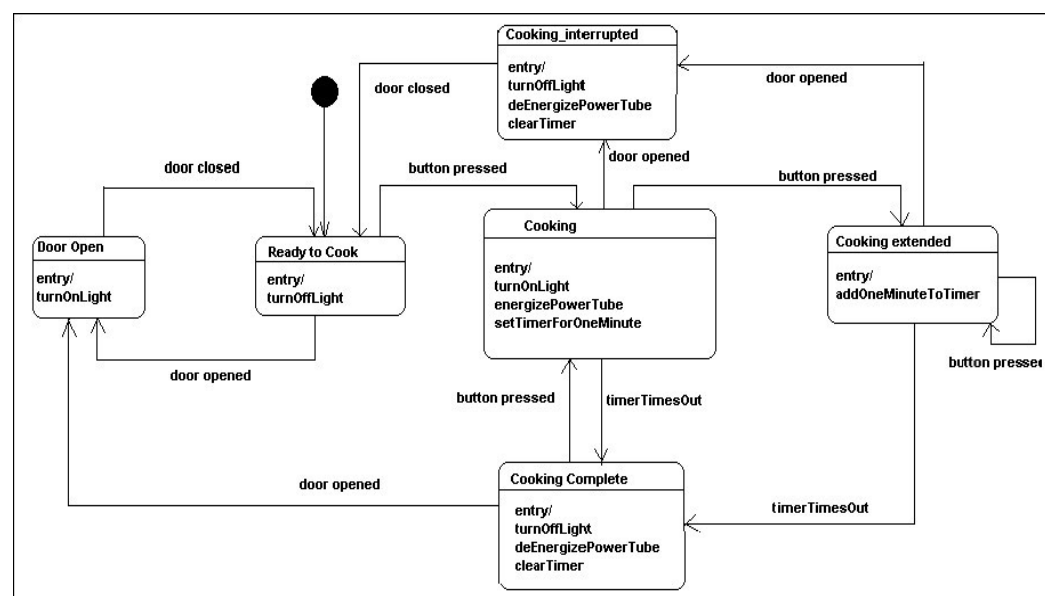 Cooking_interrupted
entry/
turnOffLight
deEnergizePowerTube
clearTimer
door closed
door opened
door opened
door closed
button pressed
button pressed
Door Open
entry/
turnOnLight
Ready to Cook
entry/
turnOffLight
Cooking
entry/
turnOnLight
energizePowerTube
setTimerForOneMinute
Cooking extended
entry/
addOneMinuteToTimer
button pressed
door opened
button pressed
timerTimesOut
door opened
Cooking Complete
entry/
turnOffLight
deEnergizePowerTube
clearTimer
timerTimesOut